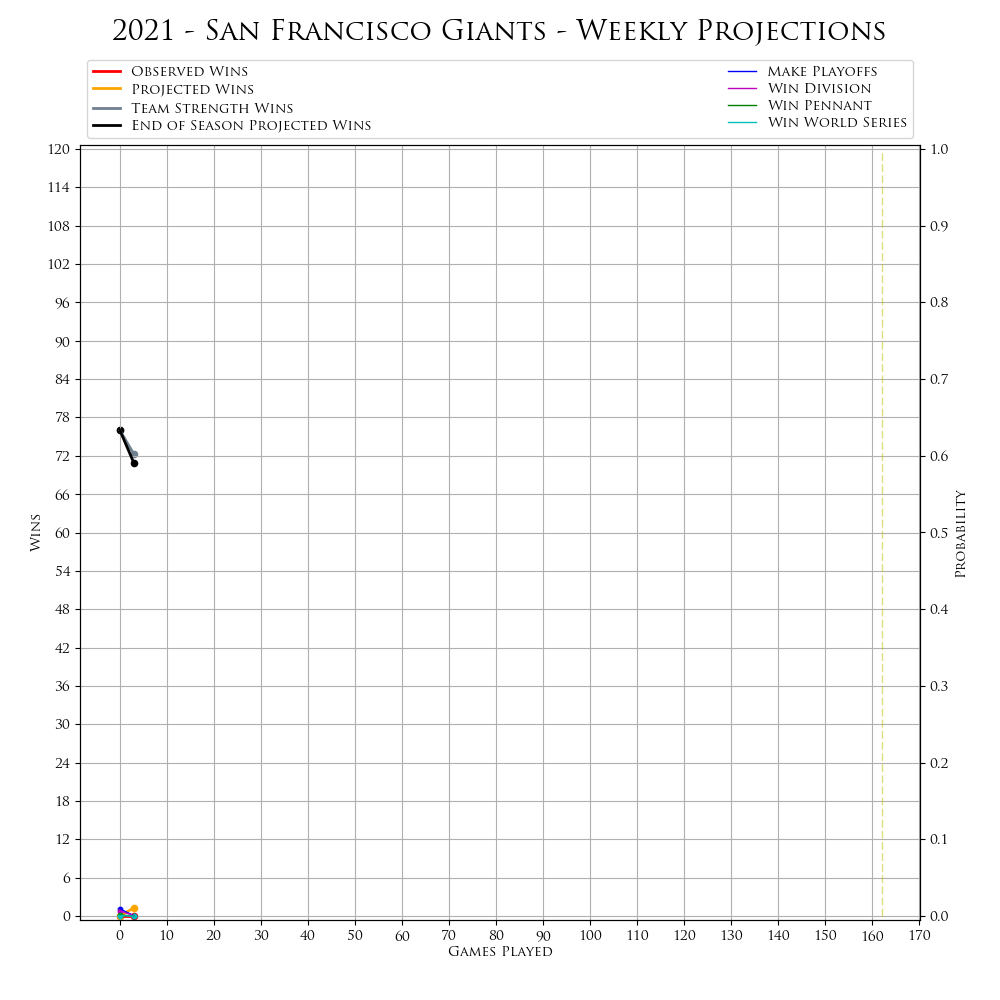 2021 - San Francisco Giants - Weekly Projections
Observed Wins
Projected Wins
Team Strength Wins
End of Season Projected Wins
Make Playoffs
Win Division
Win Pennant
Win World Series
120
114
108
102
96
90
84
78
72
66
60
54
48
42
36
30
24
18
12
6
0
Wins
1.0
0.9
0.8
0.7
0.6
0.5
0.4
0.3
0.2
0.1
0.0
Probability
0 10 20 30 40 50 60 70 80 90 100 110 120 130 140 150 160 170
Games Played